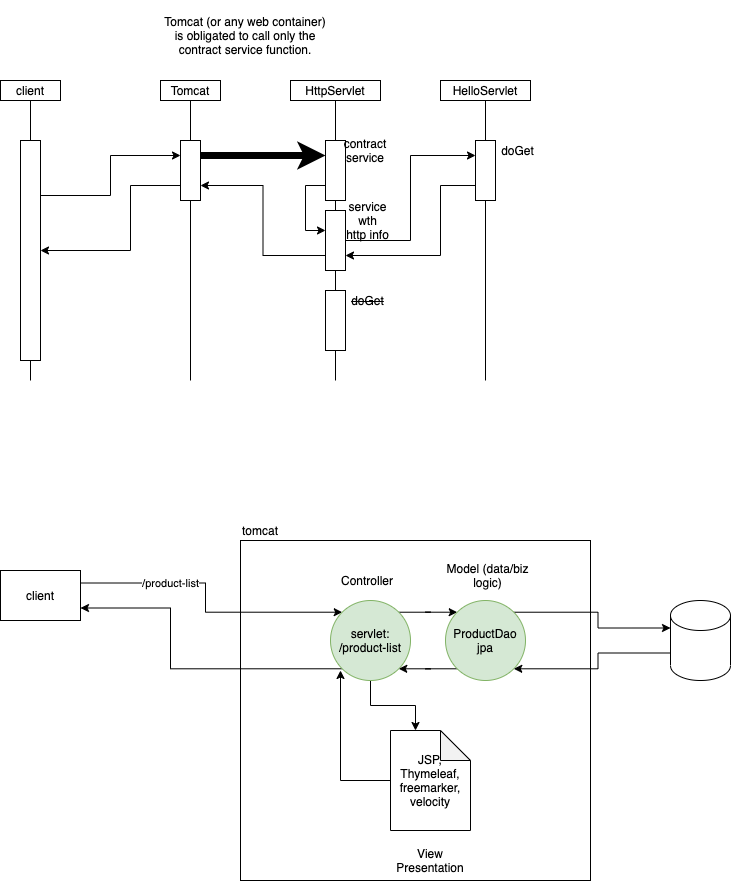 Tomcat (or any web container)
is obligated to call only the
contract service function.
client
Tomcat
HttpServlet
HelloServlet
contract
service
doGet
service
wth
http info
doGet
tomcat
client
/product-list
Controller
Model (data/biz
logic)
servlet:
/product-list
ProductDao
jpa
JSP,
Thymeleaf,
freemarker,
velocity
View
Presentation